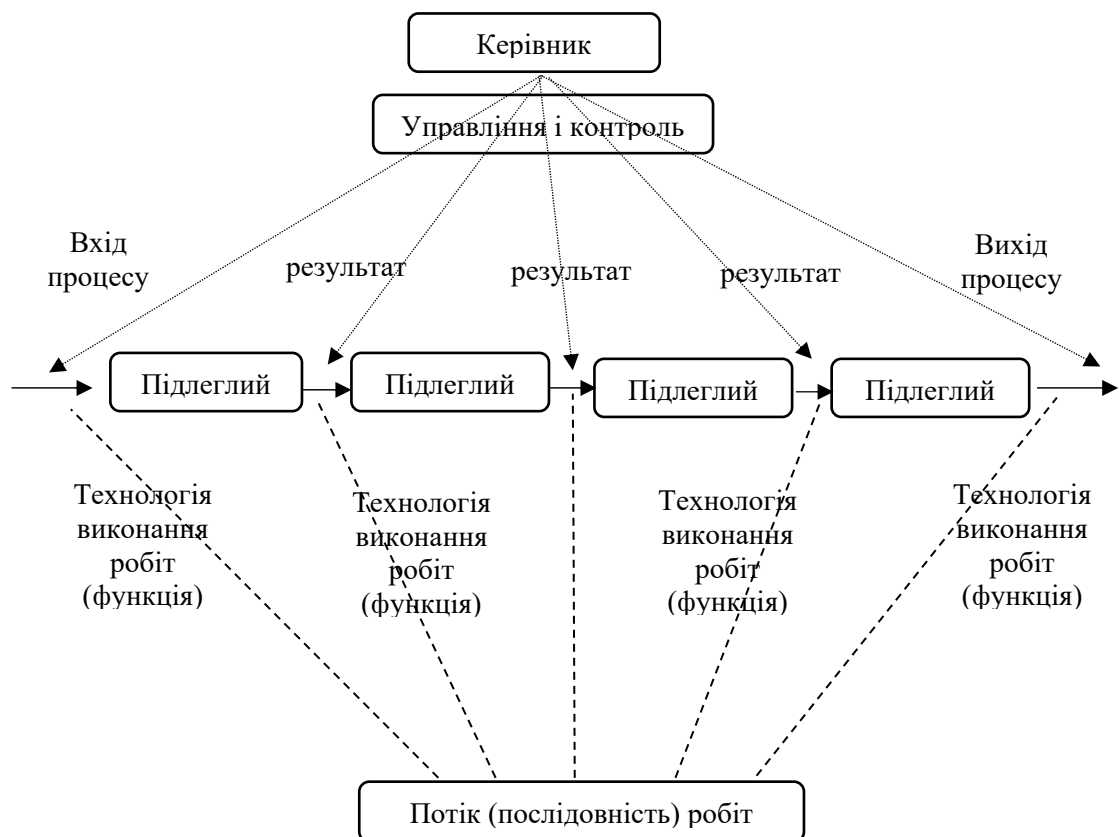 Керівник
Управління і контроль
Вхід
процесу
результат
результат
результат
Вихід
процесу
Підлеглий
Підлеглий
Підлеглий
Підлеглий
Технологія
виконання
робіт
(функція)
Технологія
виконання
робіт
(функція)
Технологія
виконання
робіт
(функція)
Технологія
виконання
робіт
(функція)
Потік (послідовність) робіт